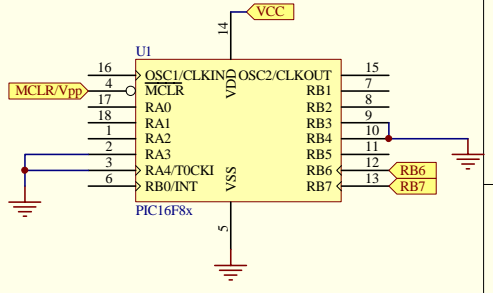 VCC
14
U1
16 OSC1/CLKIN VDD OSC2/CLKOUT 15
MCLR/Vpp 4 MCLR RB1 7
17 RA0 RB2 8
18 RA1 RB3 9
1 RA2 RB4 10
2 RA3 RB5 11
3 RA4/T0CKI RB6 12 RB6
6 RB0/INT VSS RB7 13 RB7
PIC16F8x
5